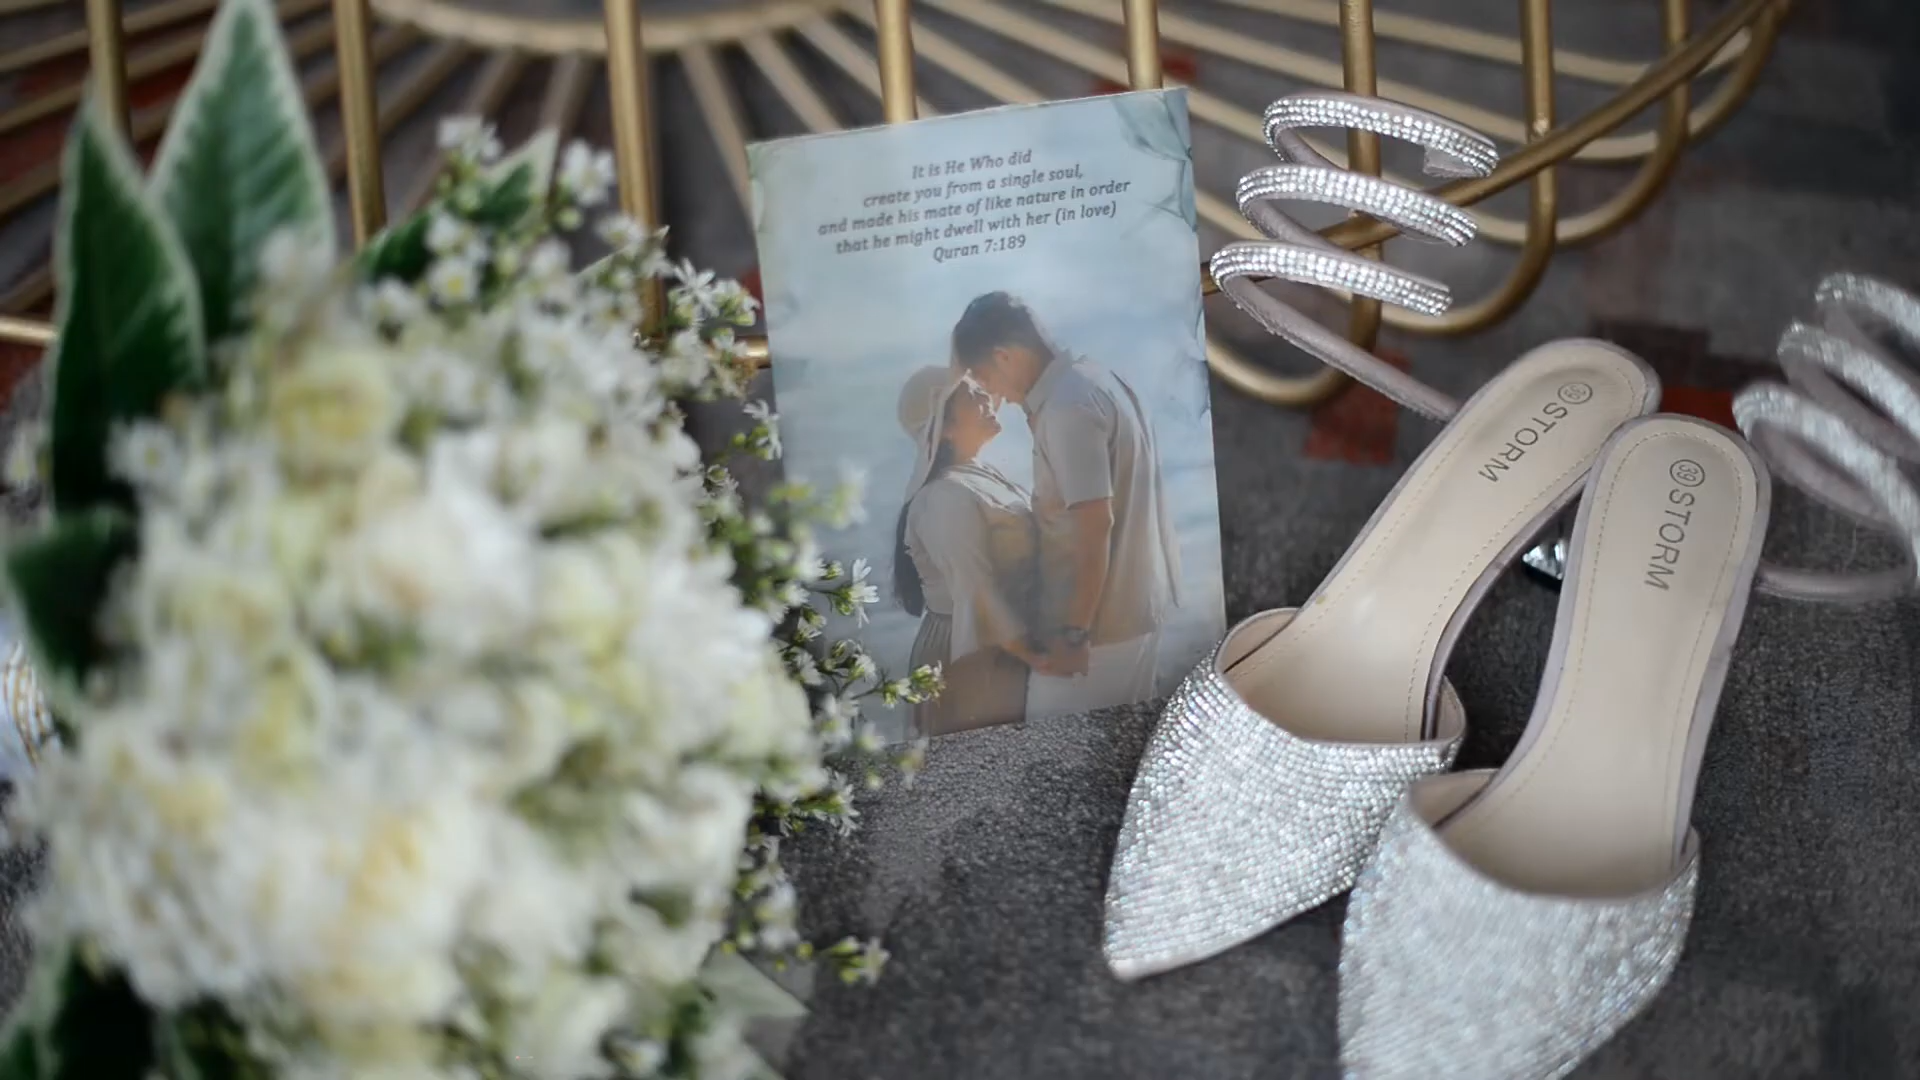 It is He Who did
create you from a single soul,
and made his mate of like nature in order
that he might dwell with her (in love)
Quran 7:189
39 STORM
39 STORM